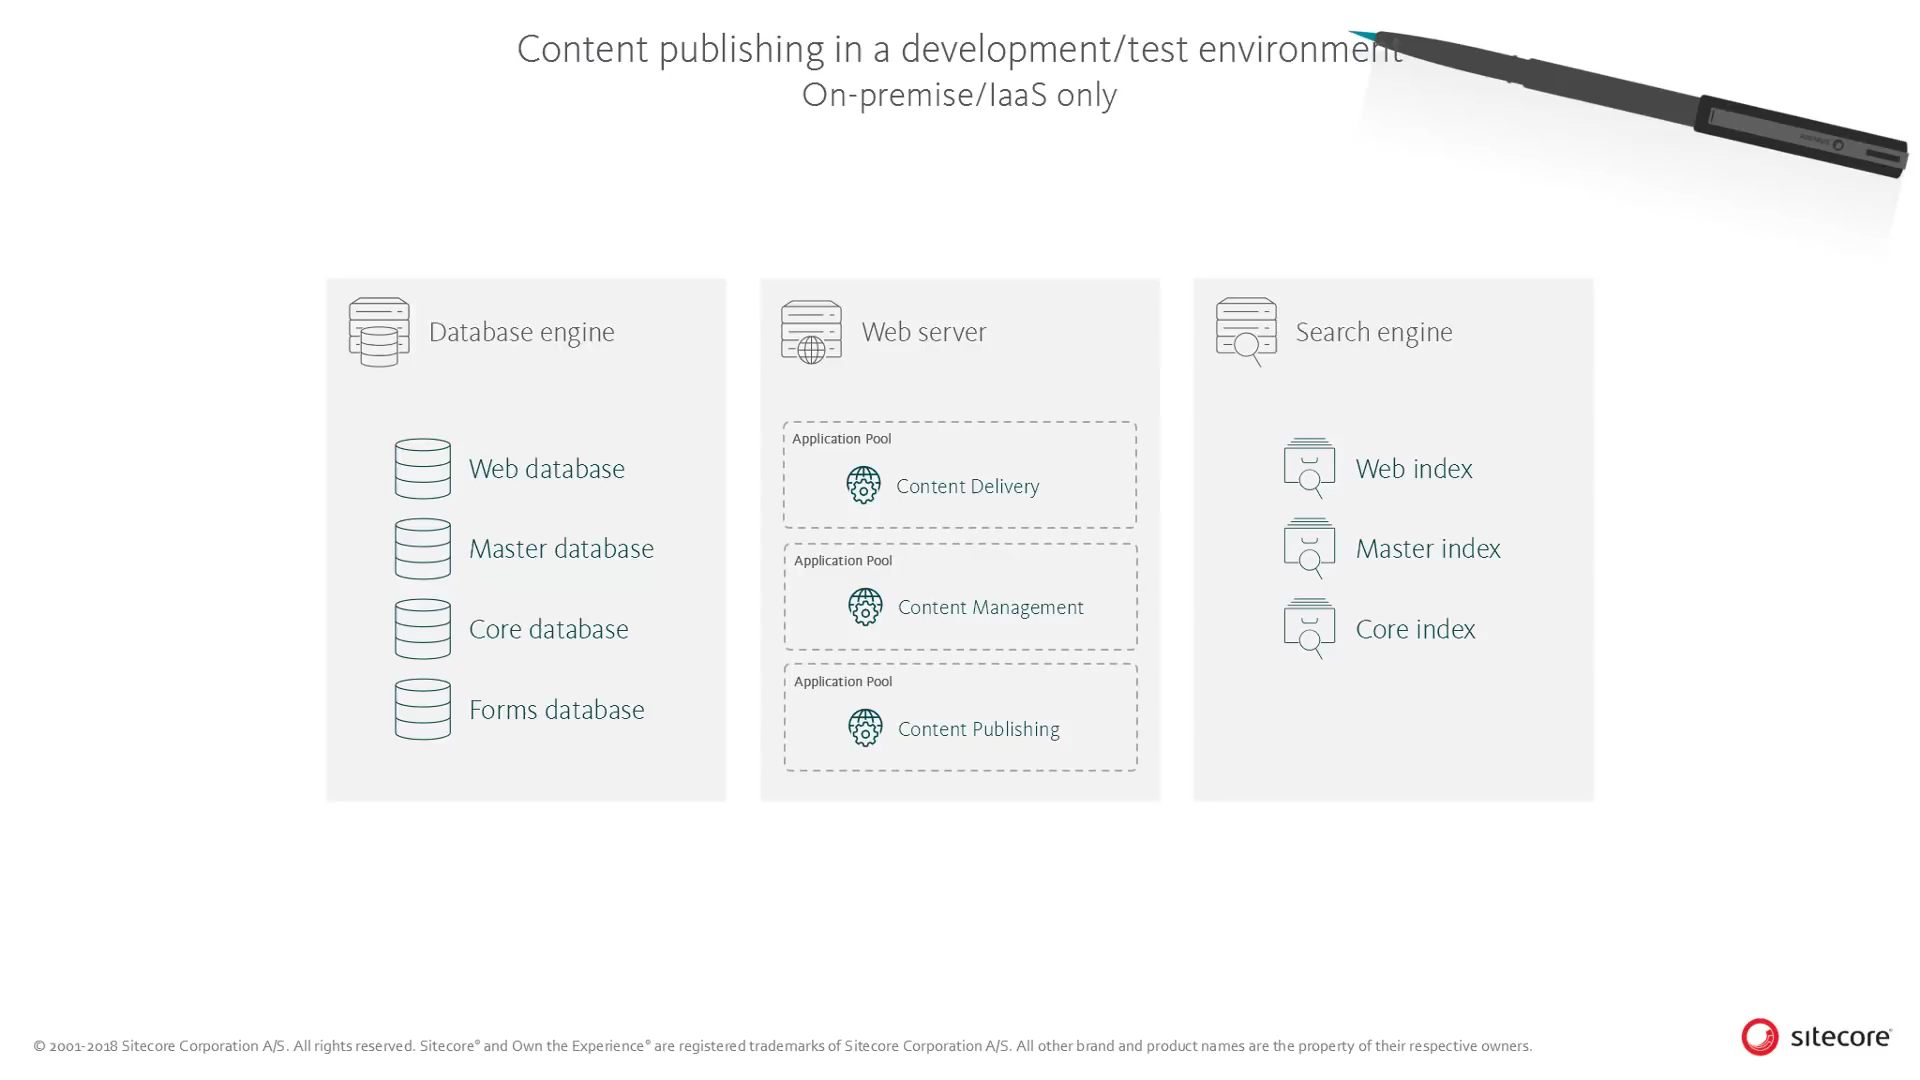 Content publishing in a development/test environment
On-premise/IaaS only
Database engine
Web database
Master database
Core database
Forms database
Web server
Application Pool
Content Delivery
Application Pool
Content Management
Application Pool
Content Publishing
Search engine
Web index
Master index
Core index
© 2001-2018 Sitecore Corporation A/S. All rights reserved. Sitecore® and Own the Experience® are registered trademarks of Sitecore Corporation A/S. All other brand and product names are the property of their respective owners.
sitecore®